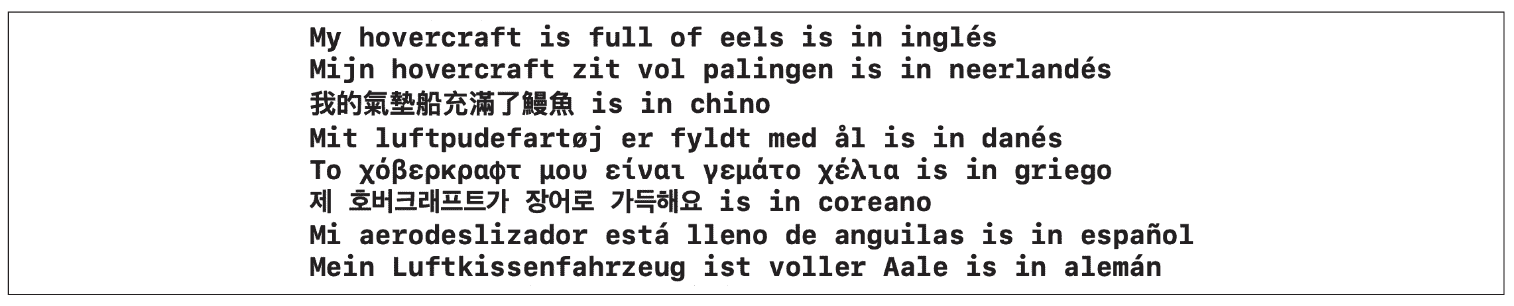 My hovercraft is full of eels is in inglés
Mijn hovercraft zit vol palingen is in neerlandés
我的氣墊船充滿了鰻魚 is in chino
Mit luftpudefartøj er fyldt med ål is in danés
Το χόβερκραφτ μου είναι γεμάτο χέλια is in griego
제 호버크래프트가 장어로 가득해요 is in coreano
Mi aerodeslizador está lleno de anguilas is in español
Mein Luftkissenfahrzeug ist voller Aale is in alemán